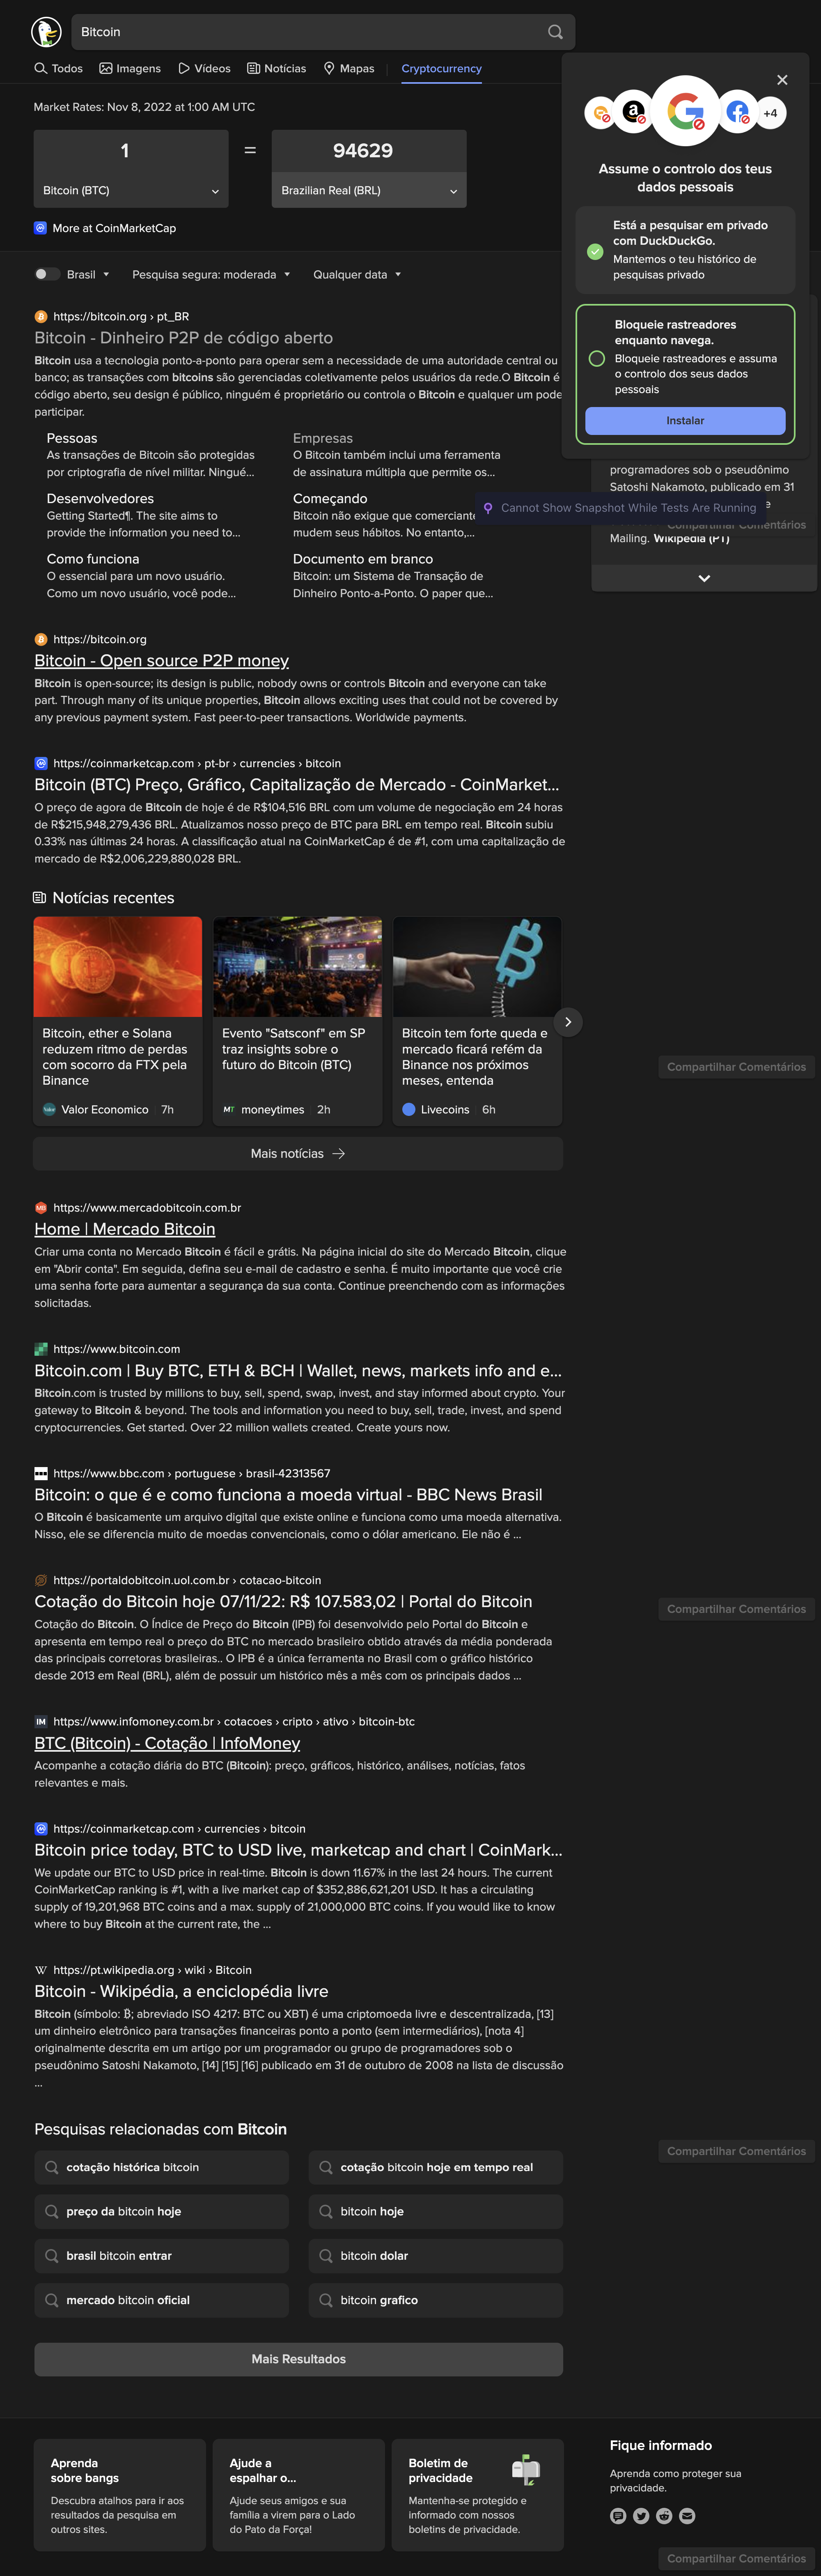 Bitcoin
Todos
Imagens
Vídeos
Notícias
Mapas
Cryptocurrency
Market Rates: Nov 8, 2022 at 1:00 AM UTC
1
=
94629
Bitcoin (BTC)
Brazilian Real (BRL)
More at CoinMarketCap
Brasil
Pesquisa segura: moderada
Qualquer data
+4
Assume o controlo dos teus
dados pessoais
Está a pesquisar em privado
com DuckDuckGo.
Mantemos o teu histórico de
pesquisas privado
Bloqueie rastreadores
enquanto navega.
Bloqueie rastreadores e assuma
o controlo dos seus dados
pessoais
Instalar
programadores sob o pseudônimo
Satoshi Nakamoto, publicado em 31
e
Cannot Show Snapshot While Tests Are Running
Compartilhar Comentários
Mailing. Wikipedia (PT)
https://bitcoin.org › pt_BR
Bitcoin - Dinheiro P2P de código aberto
Bitcoin usa a tecnologia ponto-a-ponto para operar sem a necessidade de uma autoridade central ou
banco; as transações com bitcoins são gerenciadas coletivamente pelos usuários da rede.O Bitcoin é
código aberto, seu design é público, ninguém é proprietário ou controla o Bitcoin e qualquer um pode
participar.
Pessoas
As transações de Bitcoin são protegidas
por criptografia de nível militar. Ningué...
Empresas
O Bitcoin também inclui uma ferramenta
de assinatura múltipla que permite os...
Desenvolvedores
Getting Started¶. The site aims to
provide the information you need to...
Começando
Bitcoin não exigue que comerciante
mudem seus hábitos. No entanto,...
Como funciona
O essencial para um novo usuário.
Como um novo usuário, você pode...
Documento em branco
Bitcoin: um Sistema de Transação de
Dinheiro Ponto-a-Ponto. O paper que...
https://bitcoin.org
Bitcoin - Open source P2P money
Bitcoin is open-source; its design is public, nobody owns or controls Bitcoin and everyone can take
part. Through many of its unique properties, Bitcoin allows exciting uses that could not be covered by
any previous payment system. Fast peer-to-peer transactions. Worldwide payments.
https://coinmarketcap.com › pt-br › currencies › bitcoin
Bitcoin (BTC) Preço, Gráfico, Capitalização de Mercado - CoinMarket...
O preço de agora de Bitcoin de hoje é de R$104,516 BRL com um volume de negociação em 24 horas
de R$215,948,279,436 BRL. Atualizamos nosso preço de BTC para BRL em tempo real. Bitcoin subiu
0.33% nas últimas 24 horas. A classificação atual na CoinMarketCap é de #1, com uma capitalização de
mercado de R$2,006,229,880,028 BRL.
Notícias recentes
Bitcoin, ether e Solana
reduzem ritmo de perdas
com socorro da FTX pela
Binance
Valor Economico 7h
Evento "Satsconf" em SP
traz insights sobre o
futuro do Bitcoin (BTC)
MT moneytimes 2h
Bitcoin tem forte queda e
mercado ficará refém da
Binance nos próximos
meses, entenda
Livecoins 6h
Compartilhar Comentários
Mais notícias
https://www.mercadobitcoin.com.br
Home | Mercado Bitcoin
Criar uma conta no Mercado Bitcoin é fácil e grátis. Na página inicial do site do Mercado Bitcoin, clique
em "Abrir conta". Em seguida, defina seu e-mail de cadastro e senha. É muito importante que você crie
uma senha forte para aumentar a segurança da sua conta. Continue preenchendo com as informações
solicitadas.
https://www.bitcoin.com
Bitcoin.com | Buy BTC, ETH & BCH | Wallet, news, markets info and e...
Bitcoin.com is trusted by millions to buy, sell, spend, swap, invest, and stay informed about crypto. Your
gateway to Bitcoin & beyond. The tools and information you need to buy, sell, trade, invest, and spend
cryptocurrencies. Get started. Over 22 million wallets created. Create yours now.
https://www.bbc.com › portuguese › brasil-42313567
Bitcoin: o que é e como funciona a moeda virtual - BBC News Brasil
O Bitcoin é basicamente um arquivo digital que existe online e funciona como uma moeda alternativa.
Nisso, ele se diferencia muito de moedas convencionais, como o dólar americano. Ele não é ...
https://portaldobitcoin.uol.com.br › cotacao-bitcoin
Cotação do Bitcoin hoje 07/11/22: R$ 107.583,02 | Portal do Bitcoin
Compartilhar Comentários
Cotação do Bitcoin. O Índice de Preço do Bitcoin (IPB) foi desenvolvido pelo Portal do Bitcoin e
apresenta em tempo real o preço do BTC no mercado brasileiro obtido através da média ponderada
das principais corretoras brasileiras.. O IPB é a única ferramenta no Brasil com o gráfico histórico
desde 2013 em Real (BRL), além de possuir um histórico mês a mês com os principais dados ...
IM https://www.infomoney.com.br › cotacoes › cripto › ativo › bitcoin-btc
BTC (Bitcoin) - Cotação | InfoMoney
Acompanhe a cotação diária do BTC (Bitcoin): preço, gráficos, histórico, análises, notícias, fatos
relevantes e mais.
https://coinmarketcap.com › currencies › bitcoin
Bitcoin price today, BTC to USD live, marketcap and chart | CoinMark...
We update our BTC to USD price in real-time. Bitcoin is down 11.67% in the last 24 hours. The current
CoinMarketCap ranking is #1, with a live market cap of $352,886,621,201 USD. It has a circulating
supply of 19,201,968 BTC coins and a max. supply of 21,000,000 BTC coins. If you would like to know
where to buy Bitcoin at the current rate, the ...
W https://pt.wikipedia.org › wiki › Bitcoin
Bitcoin - Wikipédia, a enciclopédia livre
Bitcoin (símbolo: ₿; abreviado ISO 4217: BTC ou XBT) é uma criptomoeda livre e descentralizada, [13]
um dinheiro eletrônico para transações financeiras ponto a ponto (sem intermediários), [nota 4]
originalmente descrita em um artigo por um programador ou grupo de programadores sob o
pseudônimo Satoshi Nakamoto, [14] [15] [16] publicado em 31 de outubro de 2008 na lista de discussão
...
Pesquisas relacionadas com Bitcoin
Compartilhar Comentários
cotação histórica bitcoin
cotação bitcoin hoje em tempo real
preço da bitcoin hoje
bitcoin hoje
brasil bitcoin entrar
bitcoin dolar
mercado bitcoin oficial
bitcoin grafico
Mais Resultados
Aprenda
sobre bangs
Descubra atalhos para ir aos
resultados da pesquisa em
outros sites.
Ajude a
espalhar o...
Ajude seus amigos e sua
família a virem para o Lado
do Pato da Força!
Boletim de
privacidade
Mantenha-se protegido e
informado com nossos
boletins de privacidade.
Fique informado
Aprenda como proteger sua
privacidade.
Compartilhar Comentários